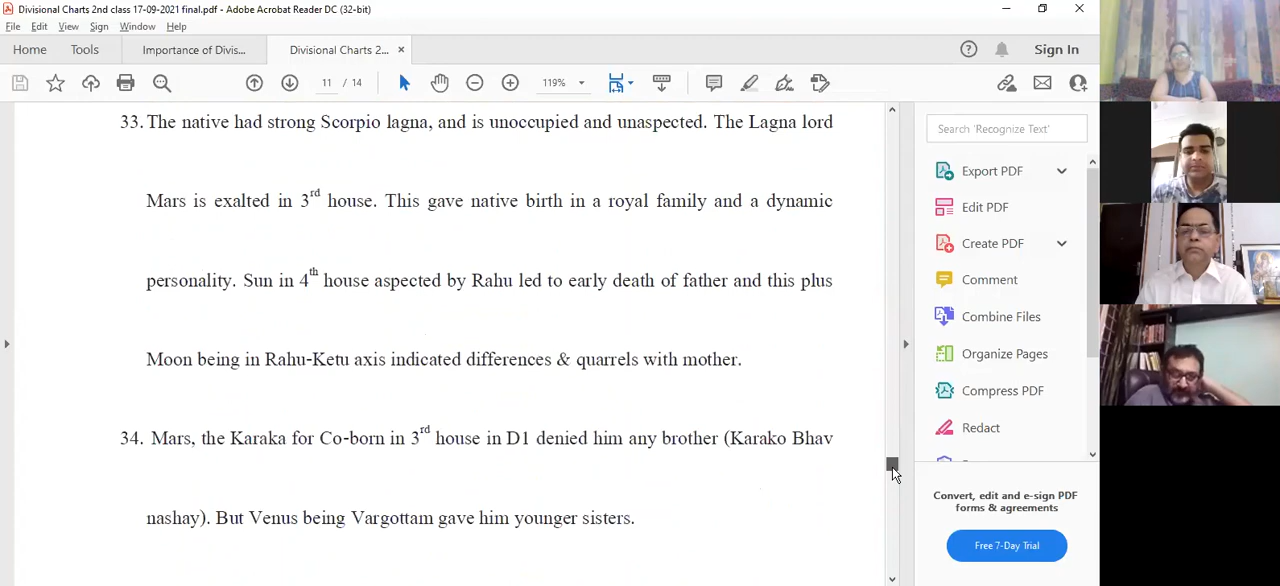 Divisional Charts 2nd class 17-09-2021 final.pdf - Adobe Acrobat Reader DC (32-bit)
File Edit View Sign Window Help
Home Tools Importance of Divis... Divisional Charts 2... × Sign In
11 / 14 119%
33. The native had strong Scorpio lagna, and is unoccupied and unaspected. The Lagna lord
Mars is exalted in 3rd house. This gave native birth in a royal family and a dynamic
personality. Sun in 4th house aspected by Rahu led to early death of father and this plus
Moon being in Rahu-Ketu axis indicated differences & quarrels with mother.
34. Mars, the Karaka for Co-born in 3rd house in D1 denied him any brother (Karako Bhav
nashay). But Venus being Vargottam gave him younger sisters.
Search 'Recognize Text'
Export PDF
Edit PDF
Create PDF
Comment
Combine Files
Organize Pages
Compress PDF
Redact
Convert, edit and e-sign PDF
forms & agreements
Free 7-Day Trial